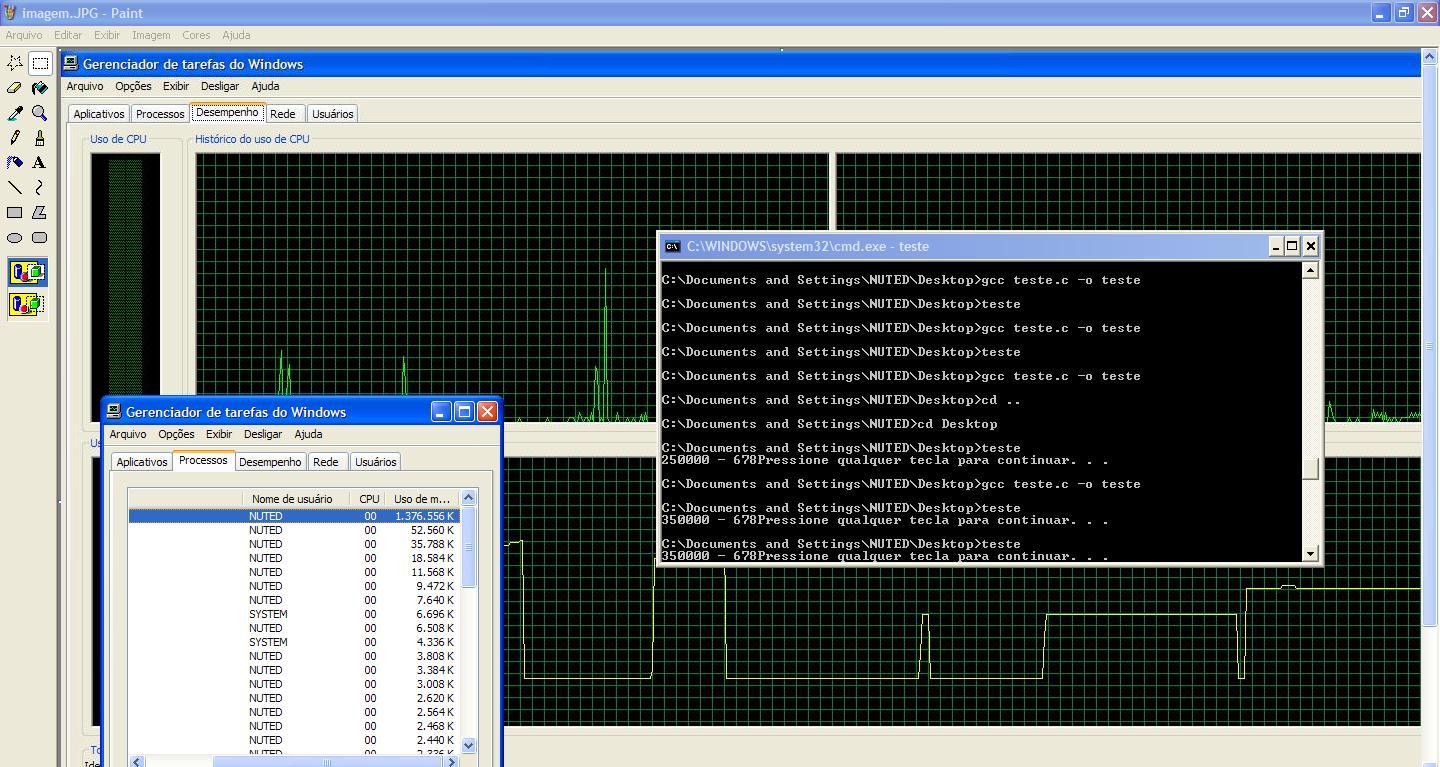 imagem.JPG - Paint
Arquivo Editar Exibir Imagem Cores Ajuda
Gerenciador de tarefas do Windows
Arquivo Opções Exibir Desligar Ajuda
Aplicativos Processos Desempenho Rede Usuários
Uso de CPU Histórico do uso de CPU
C:\WINDOWS\system32\cmd.exe - teste
C:\Documents and Settings\NUTED\Desktop>gcc teste.c -o teste
C:\Documents and Settings\NUTED\Desktop>teste
C:\Documents and Settings\NUTED\Desktop>gcc teste.c -o teste
C:\Documents and Settings\NUTED\Desktop>teste
C:\Documents and Settings\NUTED\Desktop>gcc teste.c -o teste
C:\Documents and Settings\NUTED\Desktop>cd ..
C:\Documents and Settings\NUTED>cd Desktop
C:\Documents and Settings\NUTED\Desktop>teste
250000 - 678Pressione qualquer tecla para continuar. . .
C:\Documents and Settings\NUTED\Desktop>gcc teste.c -o teste
C:\Documents and Settings\NUTED\Desktop>teste
350000 - 678Pressione qualquer tecla para continuar. . .
C:\Documents and Settings\NUTED\Desktop>teste
350000 - 678Pressione qualquer tecla para continuar. . .
Gerenciador de tarefas do Windows
Arquivo Opções Exibir Desligar Ajuda
Aplicativos Processos Desempenho Rede Usuários
Nome de usuário CPU Uso de m...
NUTED 00 1.376.556 K
NUTED 00 52.560 K
NUTED 00 35.788 K
NUTED 00 18.584 K
NUTED 00 11.568 K
NUTED 00 9.472 K
NUTED 00 7.640 K
SYSTEM 00 6.696 K
NUTED 00 6.508 K
SYSTEM 00 4.336 K
NUTED 00 3.808 K
NUTED 00 3.384 K
NUTED 00 3.008 K
NUTED 00 2.620 K
NUTED 00 2.564 K
NUTED 00 2.468 K
NUTED 00 2.440 K